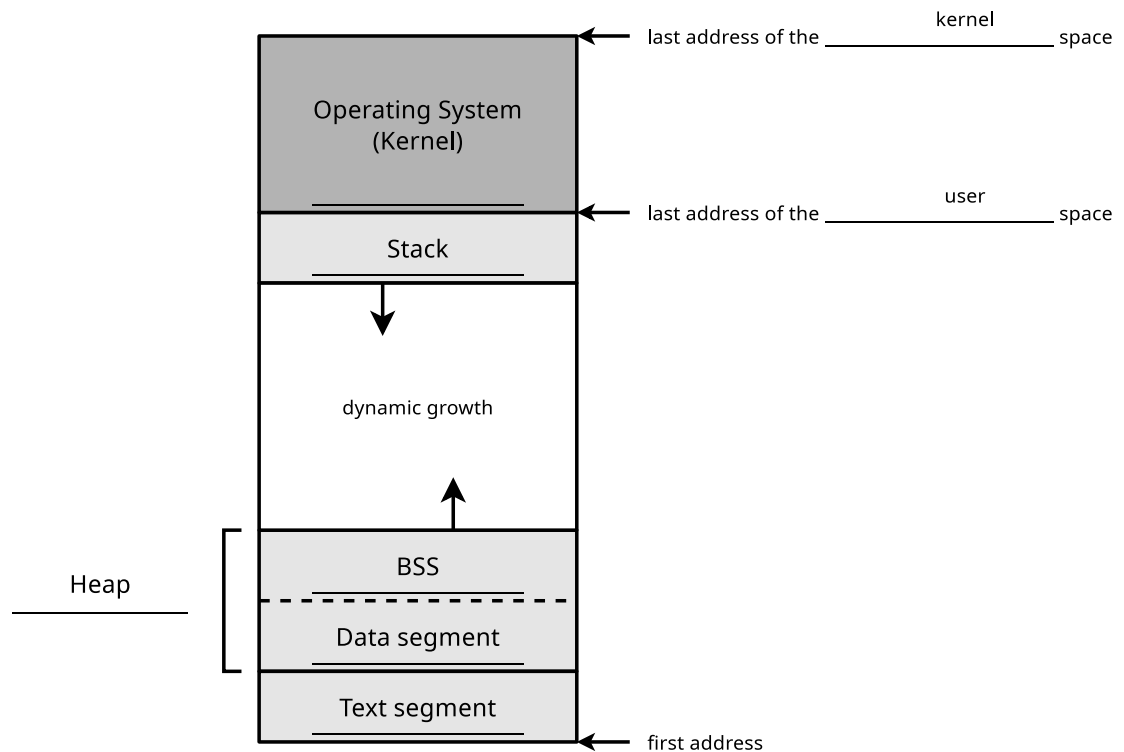 kernel
last address of the space
Operating System
(Kernel)
user
last address of the space
Stack
dynamic growth
BSS
Heap
Data segment
Text segment
first address